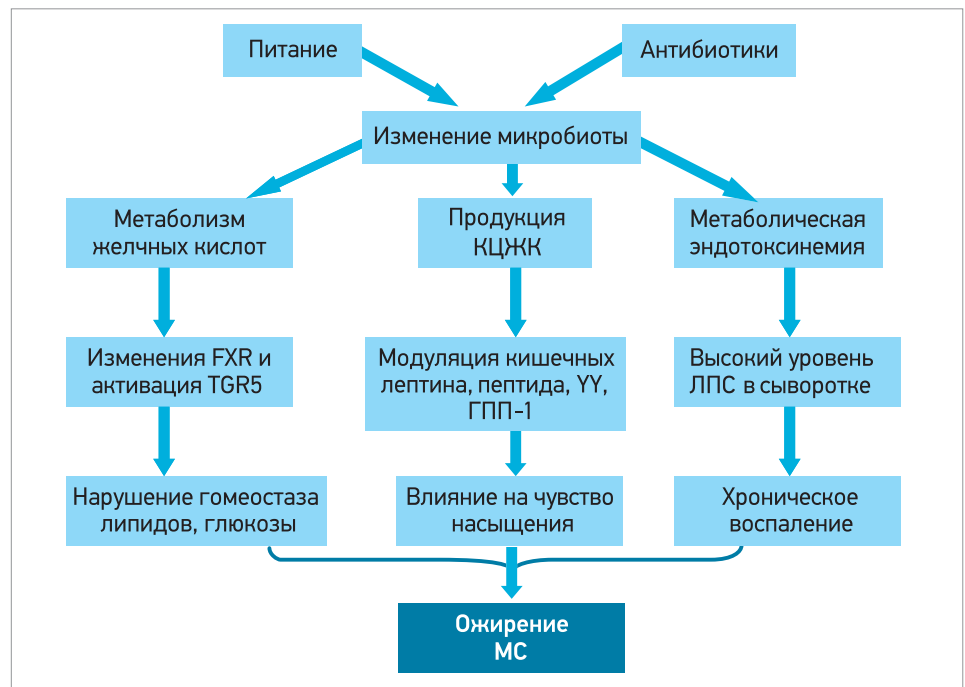 Питание
Антибиотики
Изменение микробиоты
Метаболизм
желчных кислот
Продукция
КЦЖК
Метаболическая
эндотоксинемия
Изменения FXR и
активация TGR5
Модуляция кишечных
лептина, пептида, YY,
ГПП-1
Высокий уровень
ЛПС в сыворотке
Нарушение гомеостаза
липидов, глюкозы
Влияние на чувство
насыщения
Хроническое
воспаление
Ожирение
МС